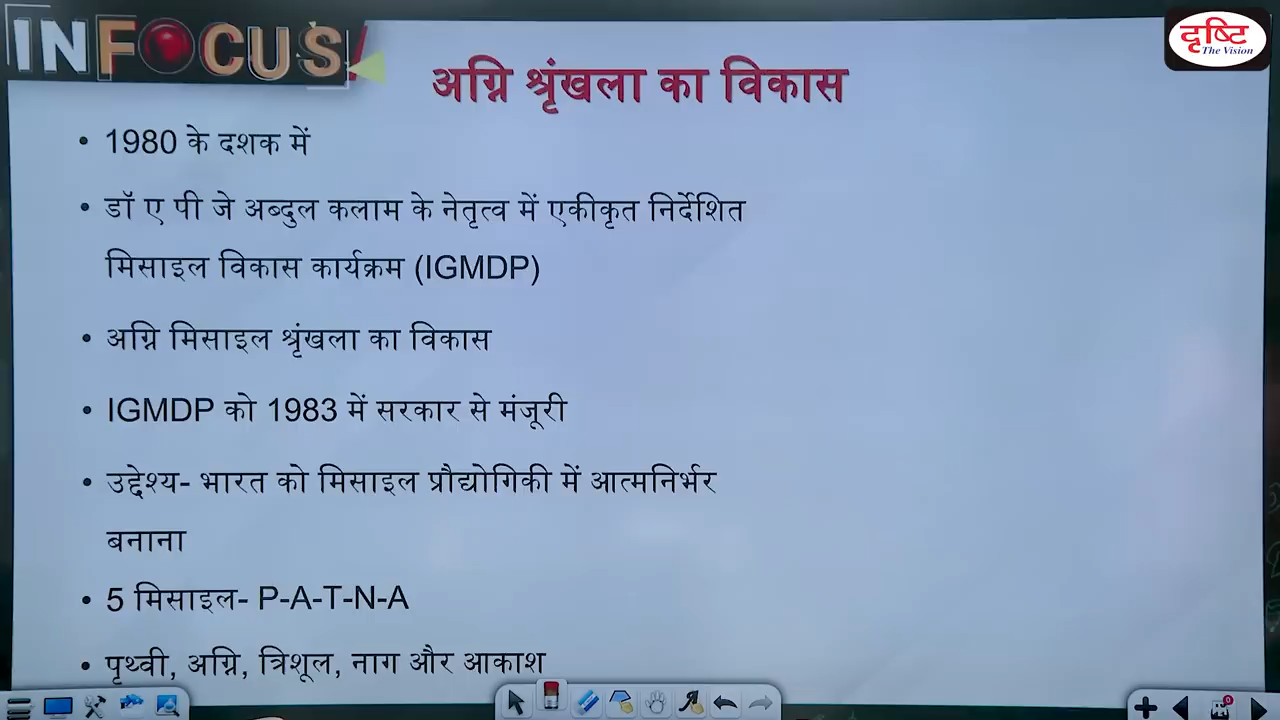 INFOCUS
दृष्टि
The Vision
अग्नि श्रृंखला का विकास
• 1980 के दशक में
• डॉ ए पी जे अब्दुल कलाम के नेतृत्व में एकीकृत निर्देशित
मिसाइल विकास कार्यक्रम (IGMDP)
• अग्नि मिसाइल श्रृंखला का विकास
• IGMDP को 1983 में सरकार से मंजूरी
• उद्देश्य- भारत को मिसाइल प्रौद्योगिकी में आत्मनिर्भर
बनाना
• 5 मिसाइल- P-A-T-N-A
• पृथ्वी, अग्नि, त्रिशूल, नाग और आकाश